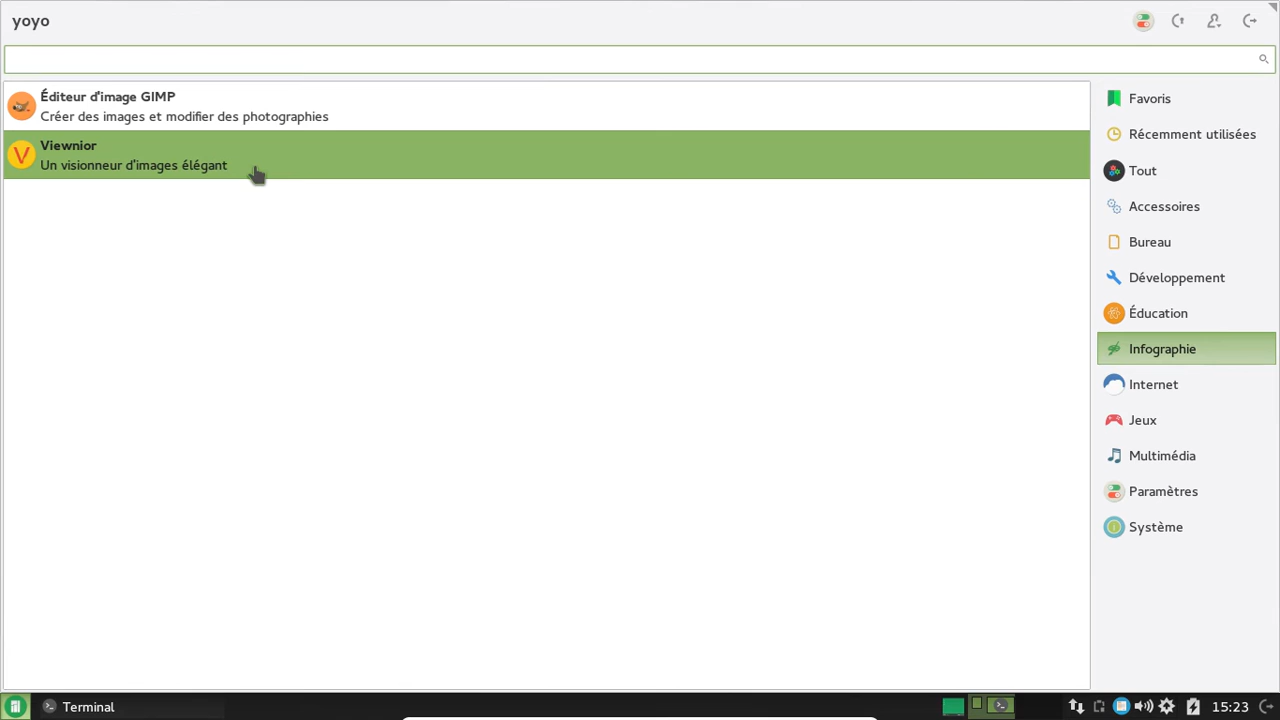 yoyo
Éditeur d'image GIMP
Créer des images et modifier des photographies
Viewnior
Un visionneur d'images élégant
Favoris
Récemment utilisées
Tout
Accessoires
Bureau
Développement
Éducation
Infographie
Internet
Jeux
Multimédia
Paramètres
Système
Terminal
15:23